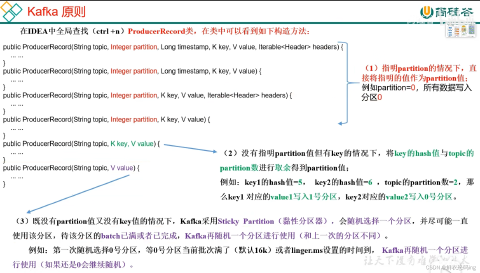 Kafka 原则
尚硅谷
在IDEA中全局查找（ctrl +n）ProducerRecord类，在类中可以看到如下构造方法：
public ProducerRecord(String topic, Integer partition, Long timestamp, K key, V value, Iterable<Header> headers) {
... ...
}
public ProducerRecord(String topic, Integer partition, Long timestamp, K key, V value) {
... ...
}
public ProducerRecord(String topic, Integer partition, K key, V value, Iterable<Header> headers) {
... ...
}
public ProducerRecord(String topic, Integer partition, K key, V value) {
... ...
}
public ProducerRecord(String topic, K key, V value) {
... ...
}
public ProducerRecord(String topic, V value) {
... ...
}
（1）指明partition的情况下，直
接将指明的值作为partition值；
例如partition=0，所有数据写入
分区0
（2）没有指明partition值但有key的情况下，将key的hash值与topic的
partition数进行取余得到partition值；
例如：key1的hash值=5， key2的hash值=6 ，topic的partition数=2，那
么key1 对应的value1写入1号分区，key2对应的value2写入0号分区。
（3）既没有partition值又没有key值的情况下，Kafka采用Sticky Partition（黏性分区器），会随机选择一个分区，并尽可能一直
使用该分区，待该分区的batch已满或者已完成，Kafka再随机一个分区进行使用（和上一次的分区不同）。
例如：第一次随机选择0号分区，等0号分区当前批次满了（默认16k）或者linger.ms设置的时间到， Kafka再随机一个分区进
行使用（如果还是0会继续随机）。